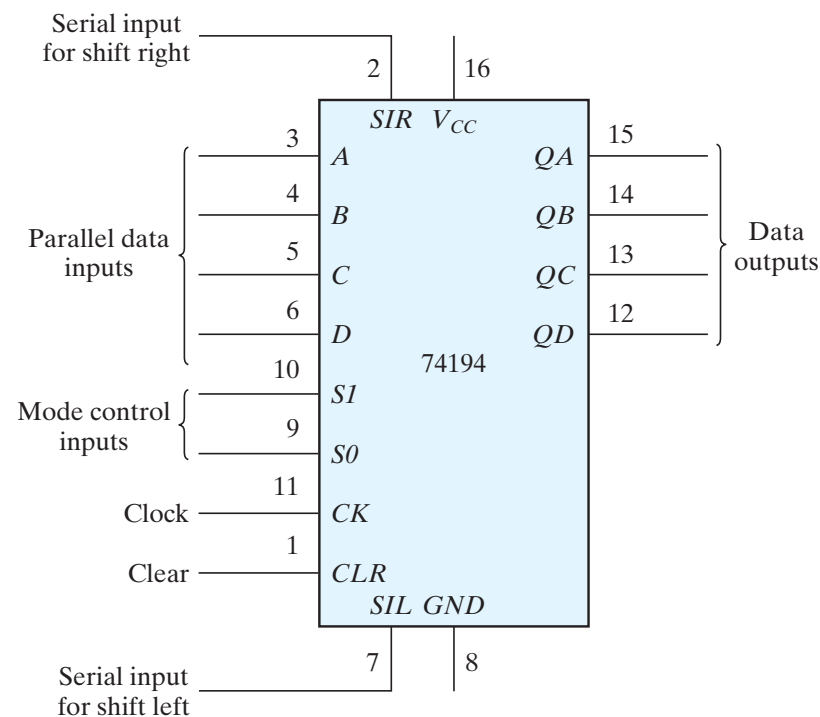 Serial input
for shift right
2
16
SIR V_CC
3
A
QA
15
4
B
QB
14
Parallel data
inputs
5
C
QC
13
Data
outputs
6
D
QD
12
74194
10
S1
Mode control
inputs
9
S0
11
Clock
CK
1
Clear
CLR
SIL GND
7
8
Serial input
for shift left